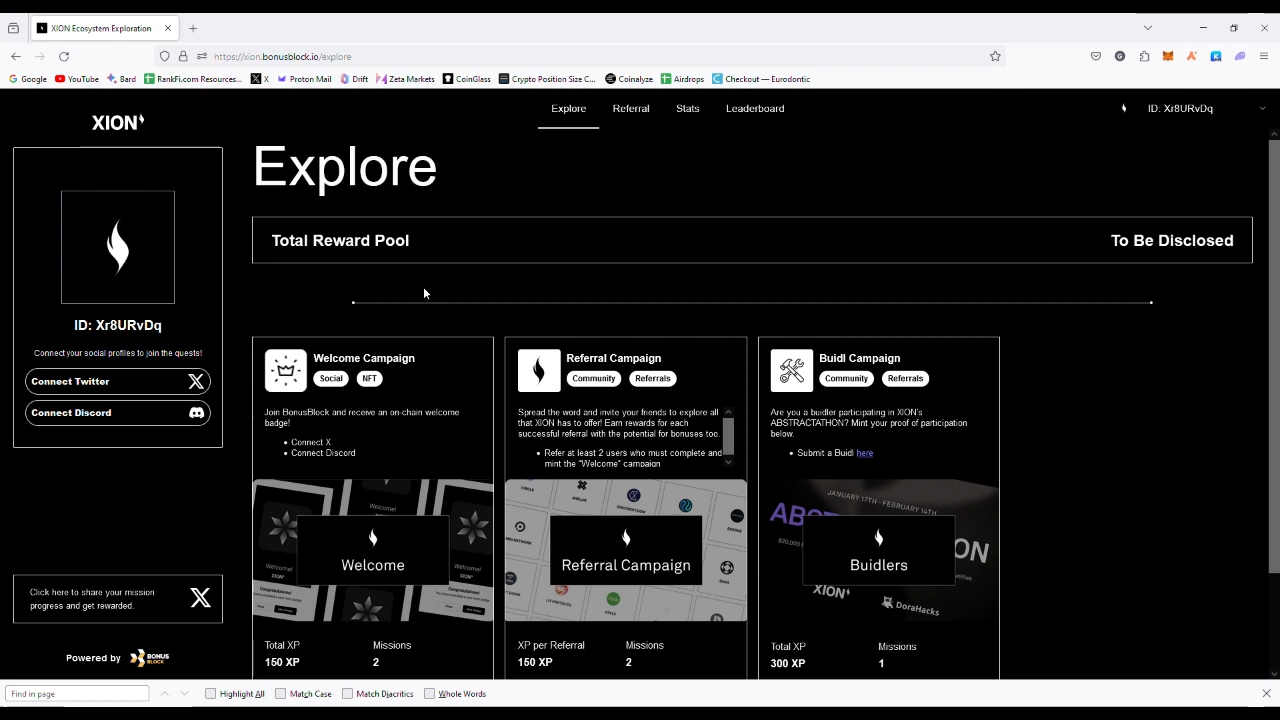 XION Ecosystem Exploration
https://xion.bonusblock.io/explore
Google YouTube Bard RankFi.com Resources... X Proton Mail Drift Zeta Markets CoinGlass Crypto Position Size C... Coinalyze Airdrops Checkout — Eurodontic
XION
Explore Referral Stats Leaderboard
ID: Xr8URvDq
Explore
Total Reward Pool To Be Disclosed
ID: Xr8URvDq
Connect your social profiles to join the quests!
Connect Twitter
Connect Discord
Click here to share your mission
progress and get rewarded.
Powered by BONUS
BLOCK
Welcome Campaign
Social NFT
Join BonusBlock and receive an on-chain welcome
badge!
• Connect X
• Connect Discord
Welcome!
Welcome
Total XP Missions
150 XP 2
Referral Campaign
Community Referrals
Spread the word and invite your friends to explore all
that XION has to offer! Earn rewards for each
successful referral with the potential for bonuses too.
• Refer at least 2 users who must complete and
mint the "Welcome" campaign
Referral Campaign
XP per Referral Missions
150 XP 2
Buidl Campaign
Community Referrals
Are you a buidler participating in XION's
ABSTRACTATHON? Mint your proof of participation
below.
• Submit a Buidl here
JANUARY 17TH - FEBRUARY 14TH
Buidlers
XION
DoraHacks
Total XP Missions
300 XP 1
Find in page Highlight All Match Case Match Diacritics Whole Words